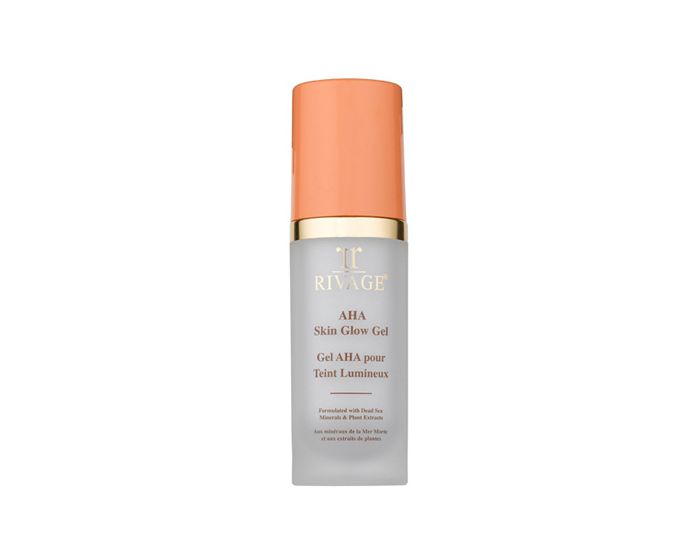 RIVAGE®
AHA
Skin Glow Gel
Gel AHA pour
Teint Lumineux
Formulated with Dead Sea
Minerals & Plant Extracts
Aux minéraux de la Mer Morte
et aux extraits de plantes